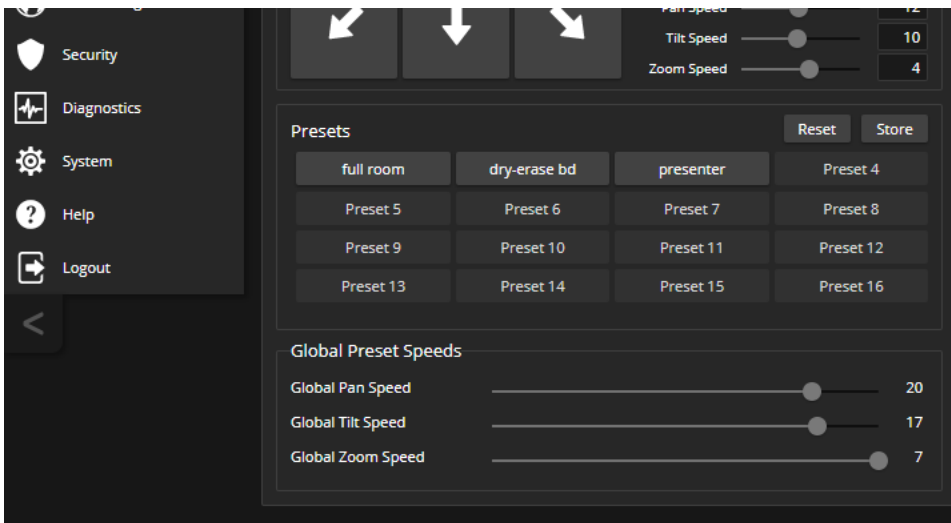 Pan Speed 12
Security
Tilt Speed 10
Zoom Speed 4
Diagnostics
Presets
Reset Store
System
full room dry-erase bd presenter Preset 4
Help
Preset 5 Preset 6 Preset 7 Preset 8
Preset 9 Preset 10 Preset 11 Preset 12
Logout
Preset 13 Preset 14 Preset 15 Preset 16
<
Global Preset Speeds
Global Pan Speed 20
Global Tilt Speed 17
Global Zoom Speed 7